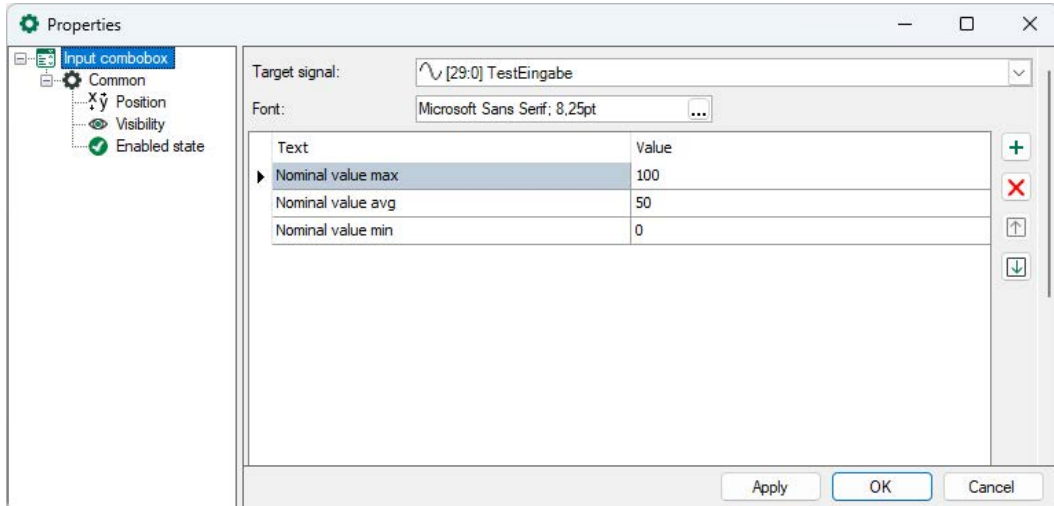 Properties
Input combobox
Common
Position
Visibility
Enabled state
Target signal: [29:0] TestEingabe
Font: Microsoft Sans Serif; 8,25pt ...
Text Value
Nominal value max 100
Nominal value avg 50
Nominal value min 0
Apply OK Cancel